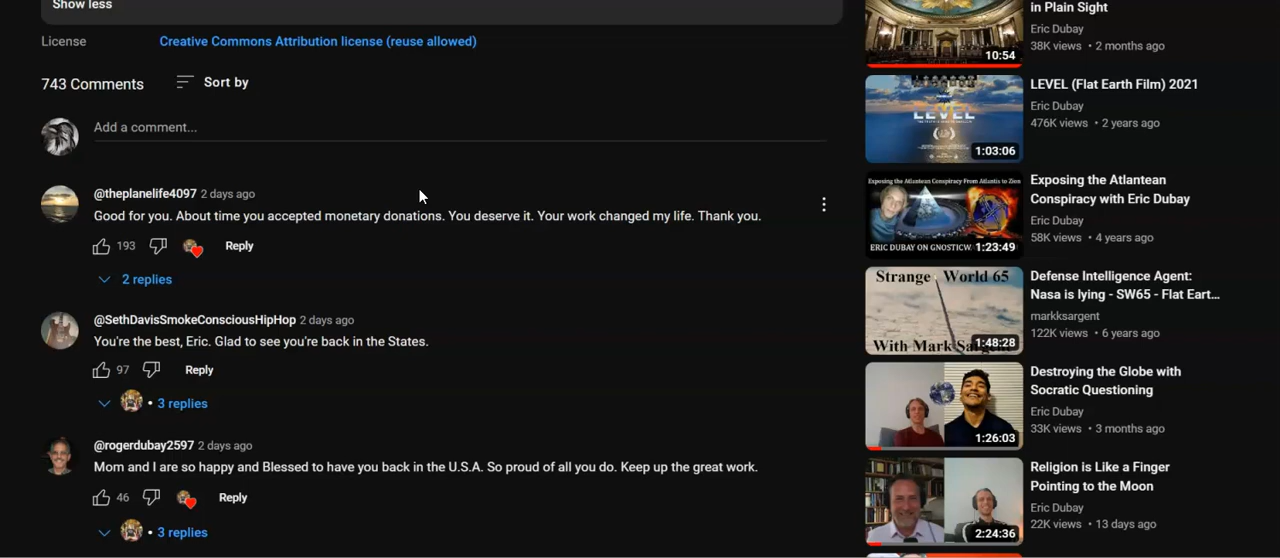 Show less
License
Creative Commons Attribution license (reuse allowed)
743 Comments
Sort by
Add a comment...
@theplanelife4097 2 days ago
Good for you. About time you accepted monetary donations. You deserve it. Your work changed my life. Thank you.
193
Reply
2 replies
@SethDavisSmokeConsciousHipHop 2 days ago
You're the best, Eric. Glad to see you're back in the States.
97
Reply
• 3 replies
@rogerdubay2597 2 days ago
Mom and I are so happy and Blessed to have you back in the U.S.A. So proud of all you do. Keep up the great work.
46
Reply
• 3 replies
10:54
in Plain Sight
Eric Dubay
38K views • 2 months ago
LEVEL
1:03:06
LEVEL (Flat Earth Film) 2021
Eric Dubay
476K views • 2 years ago
Exposing the Atlantean Conspiracy From Atlantis to Zion
ERIC DUBAY ON GNOSTICW
1:23:49
Exposing the Atlantean
Conspiracy with Eric Dubay
Eric Dubay
58K views • 4 years ago
Strange World 65
With Mark Sargent
1:48:28
Defense Intelligence Agent:
Nasa is lying - SW65 - Flat Eart...
markksargent
122K views • 6 years ago
1:26:03
Destroying the Globe with
Socratic Questioning
Eric Dubay
33K views • 3 months ago
2:24:36
Religion is Like a Finger
Pointing to the Moon
Eric Dubay
22K views • 13 days ago